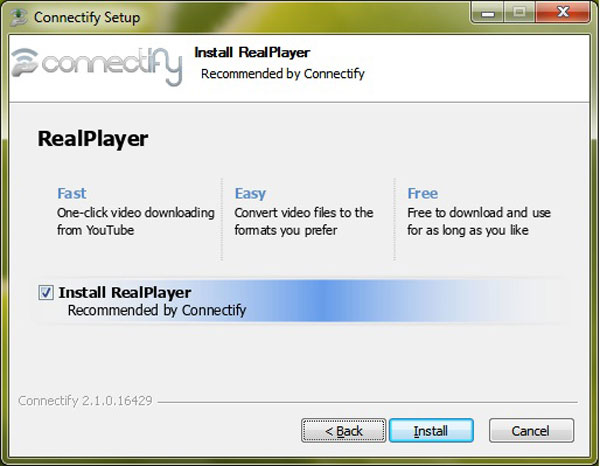 Connectify Setup
connectify
Install RealPlayer
Recommended by Connectify
RealPlayer
Fast
One-click video downloading
from YouTube
Easy
Convert video files to the
formats you prefer
Free
Free to download and use
for as long as you like
Install RealPlayer
Recommended by Connectify
Connectify 2.1.0.16429
< Back
Install
Cancel